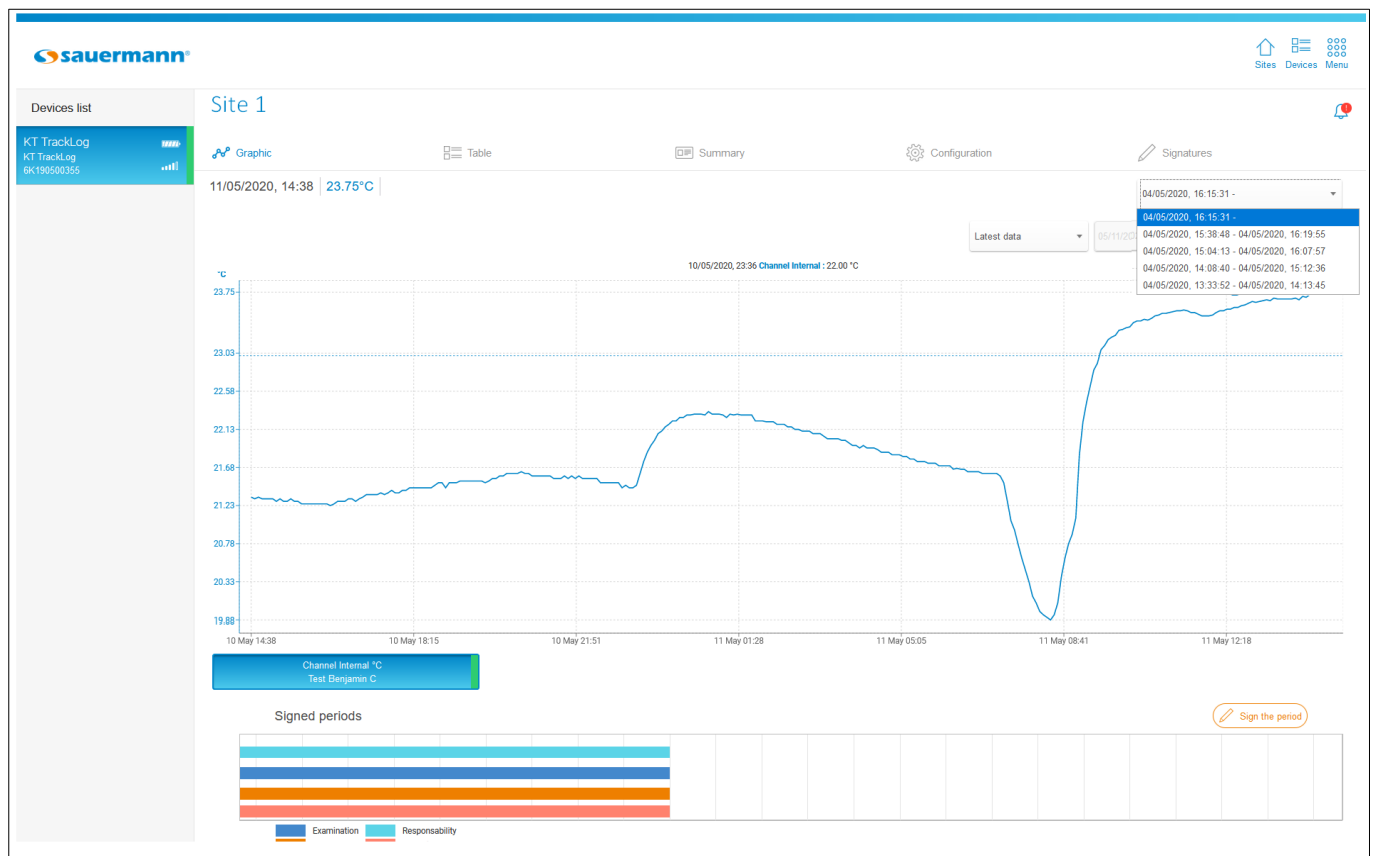 sauermann®
Sites Devices Menu
Devices list
Site 1
!
KT TrackLog
KT TrackLog
6K190500355
Graphic
Table
Summary
Configuration
Signatures
11/05/2020, 14:38 23.75°C
04/05/2020, 16:15:31 -
04/05/2020, 16:15:31 -
04/05/2020, 15:38:48 - 04/05/2020, 16:19:55
04/05/2020, 15:04:13 - 04/05/2020, 16:07:57
04/05/2020, 14:08:40 - 04/05/2020, 15:12:36
04/05/2020, 13:33:52 - 04/05/2020, 14:13:45
Latest data
10/05/2020, 23:36 Channel Internal : 22.00 °C
°C
23.75
23.03
22.58
22.13
21.68
21.23
20.78
20.33
19.88
10 May 14:38 10 May 18:15 10 May 21:51 11 May 01:28 11 May 05:05 11 May 08:41 11 May 12:18
Channel Internal °C
Test Benjamin C
Signed periods
Sign the period
Examination Responsability